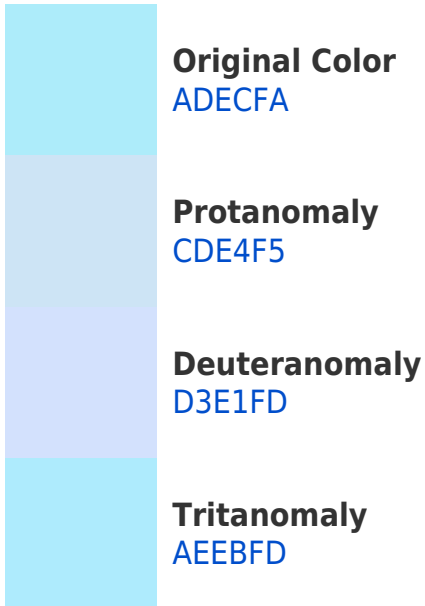 Original Color
ADECFA
Protanomaly
CDE4F5
Deuteranomaly
D3E1FD
Tritanomaly
AEEBFD